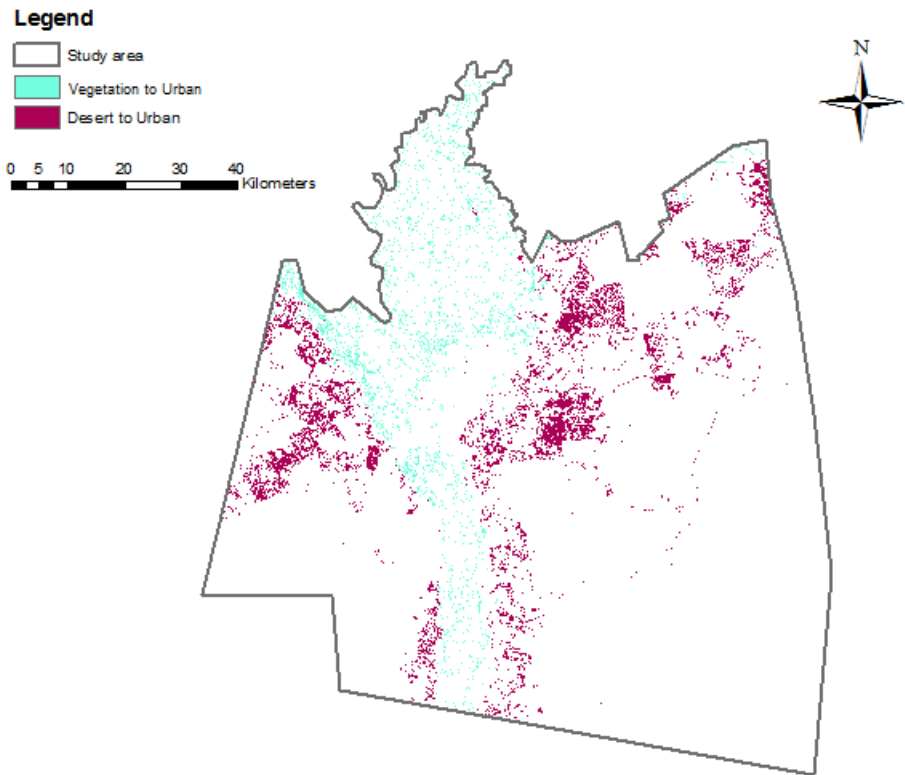 Legend
Study area
Vegetation to Urban
Desert to Urban
N
0 5 10 20 30 40
Kilometers